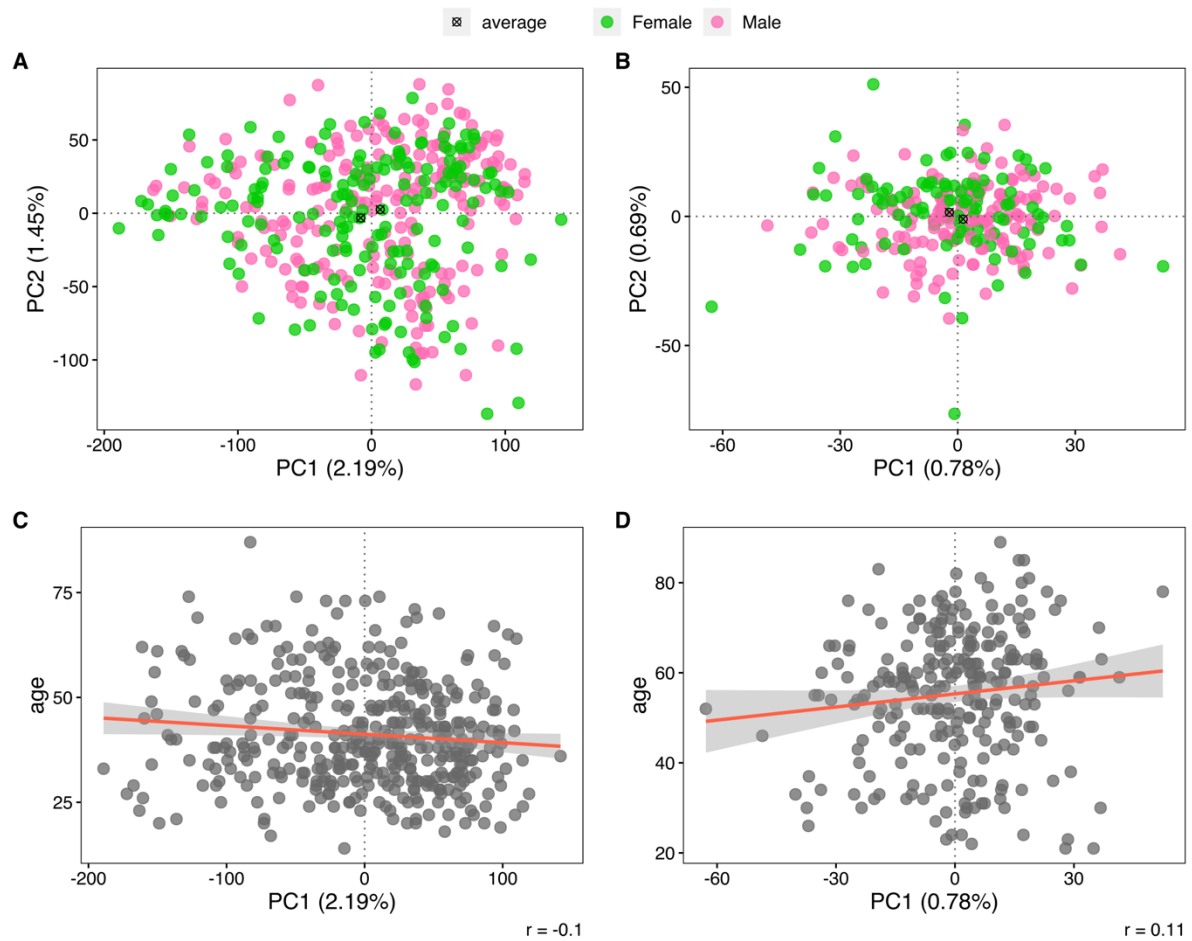 average Female Male
A
B
50
0
-50
-100
PC2 (1.45%)
-200 -100 0 100
PC1 (2.19%)
50
0
-50
PC2 (0.69%)
-60 -30 0 30
PC1 (0.78%)
C
D
75
50
25
age
-200 -100 0 100
PC1 (2.19%)
r = -0.1
80
60
40
20
age
-60 -30 0 30
PC1 (0.78%)
r = 0.11